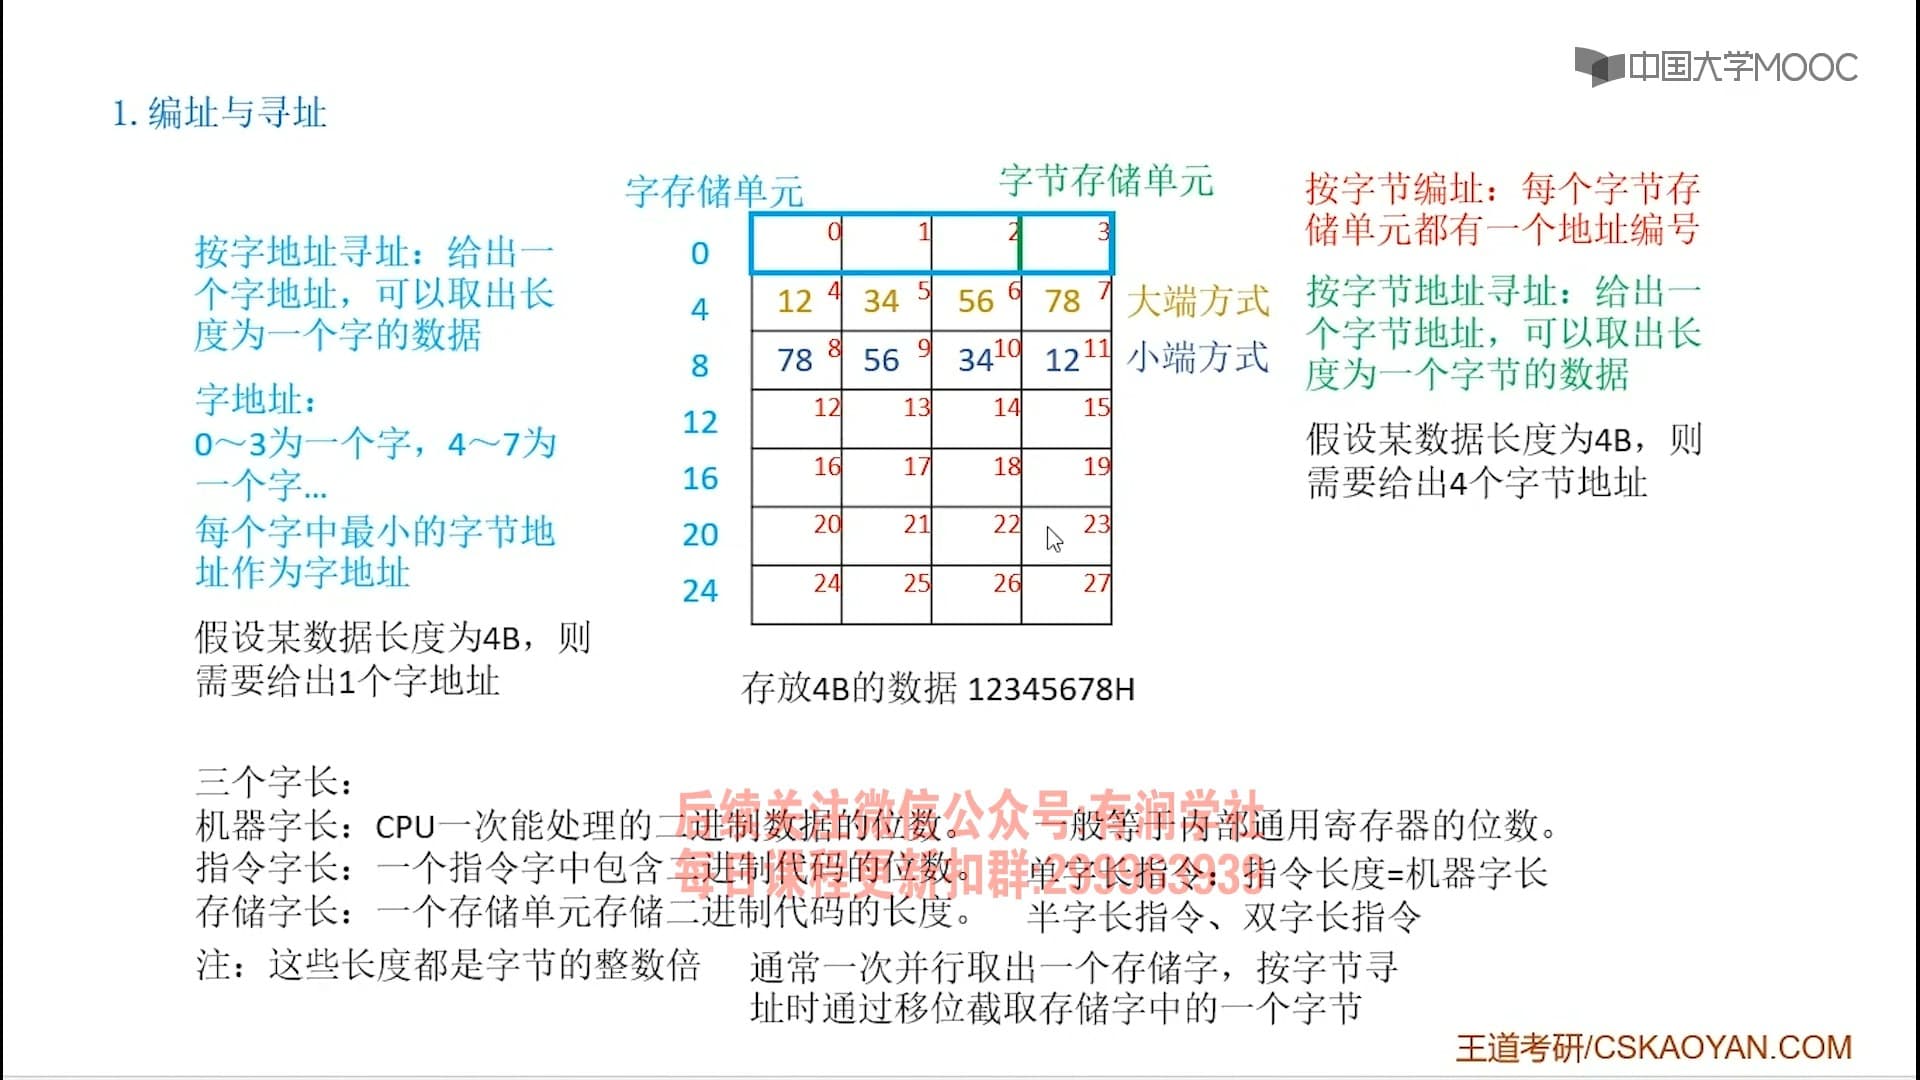 中国大学MOOC
1. 编址与寻址
字存储单元
字节存储单元
按字地址寻址：给出一
个字地址，可以取出长
度为一个字的数据
字地址：
0～3为一个字，4～7为
一个字...
每个字中最小的字节地
址作为字地址
假设某数据长度为4B，则
需要给出1个字地址
0 0 1 2 3
4 12 4 34 5 56 6 78 7 大端方式
8 78 8 56 9 34 10 12 11 小端方式
12 12 13 14 15
16 16 17 18 19
20 20 21 22 23
24 24 25 26 27
存放4B的数据 12345678H
按字节编址：每个字节存
储单元都有一个地址编号
按字节地址寻址：给出一
个字节地址，可以取出长
度为一个字节的数据
假设某数据长度为4B，则
需要给出4个字节地址
三个字长：
机器字长：CPU一次能处理的二进制数据的位数。 一般等于内部通用寄存器的位数。
指令字长：一个指令字中包含二进制代码的位数。 单字长指令：指令长度=机器字长
存储字长：一个存储单元存储二进制代码的长度。 半字长指令、双字长指令
注：这些长度都是字节的整数倍
通常一次并行取出一个存储字，按字节寻
址时通过移位截取存储字中的一个字节
后续关注微信公众号:有润学社
每日课程更新扣群:299963939
王道考研/CSKAOYAN.COM